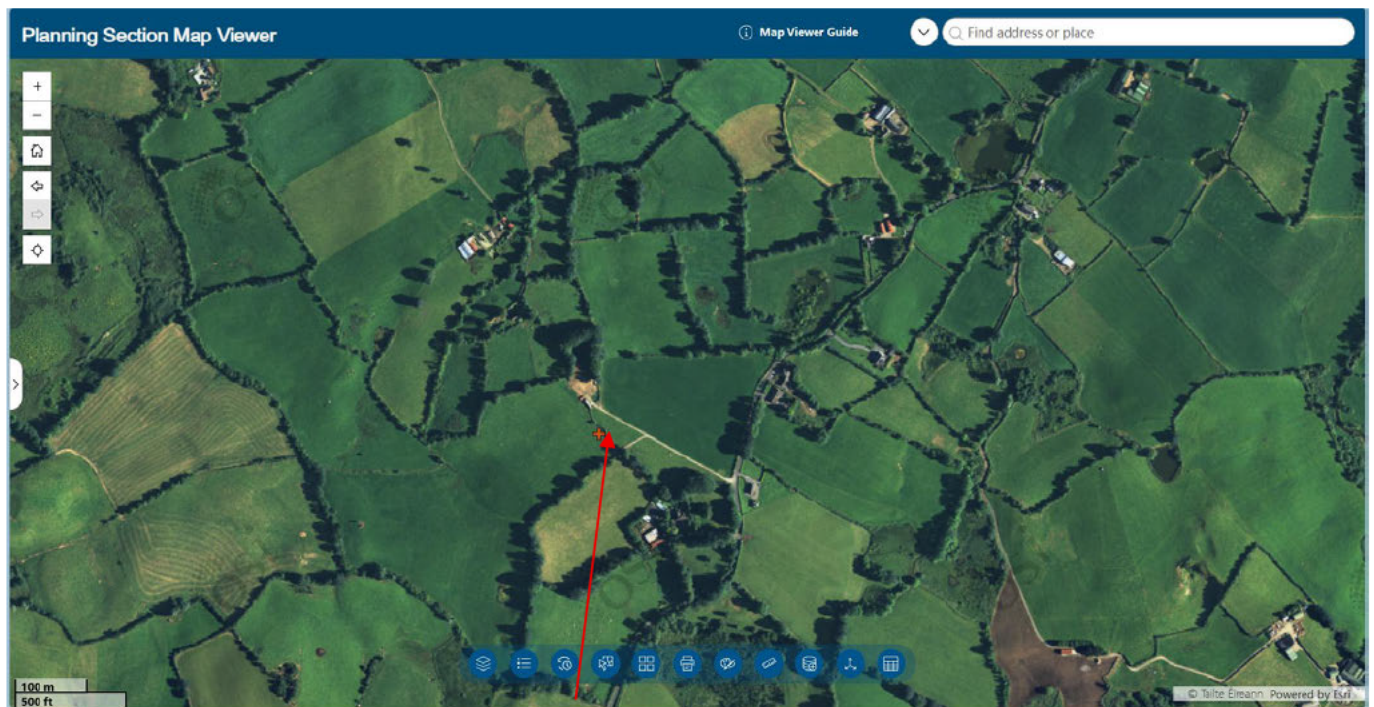 Planning Section Map Viewer
Map Viewer Guide
Find address or place
100 m
500 ft
© Tailte Éireann Powered by Esri